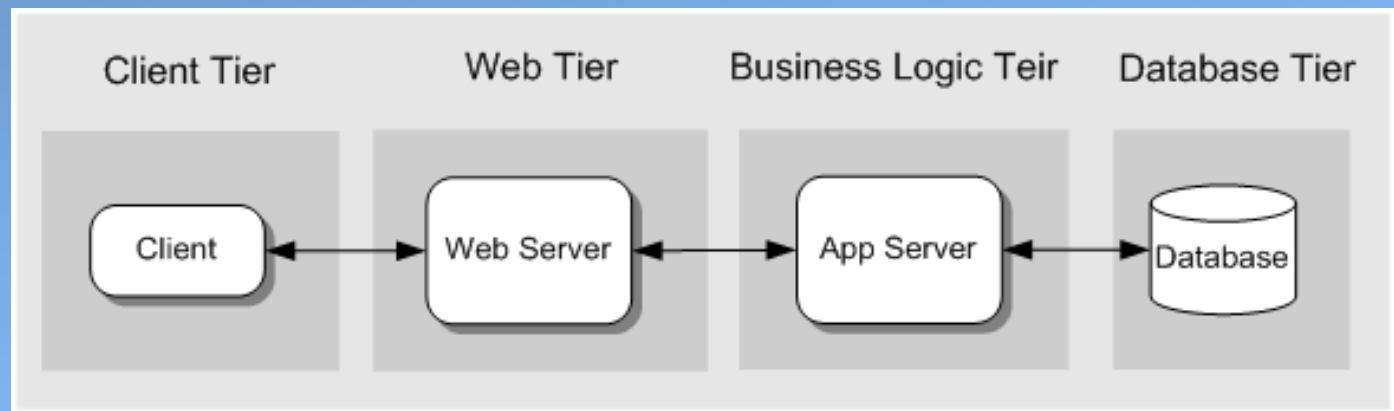 Client Tier
Web Tier
Business Logic Teir
Database Tier
Client
Web Server
App Server
Database